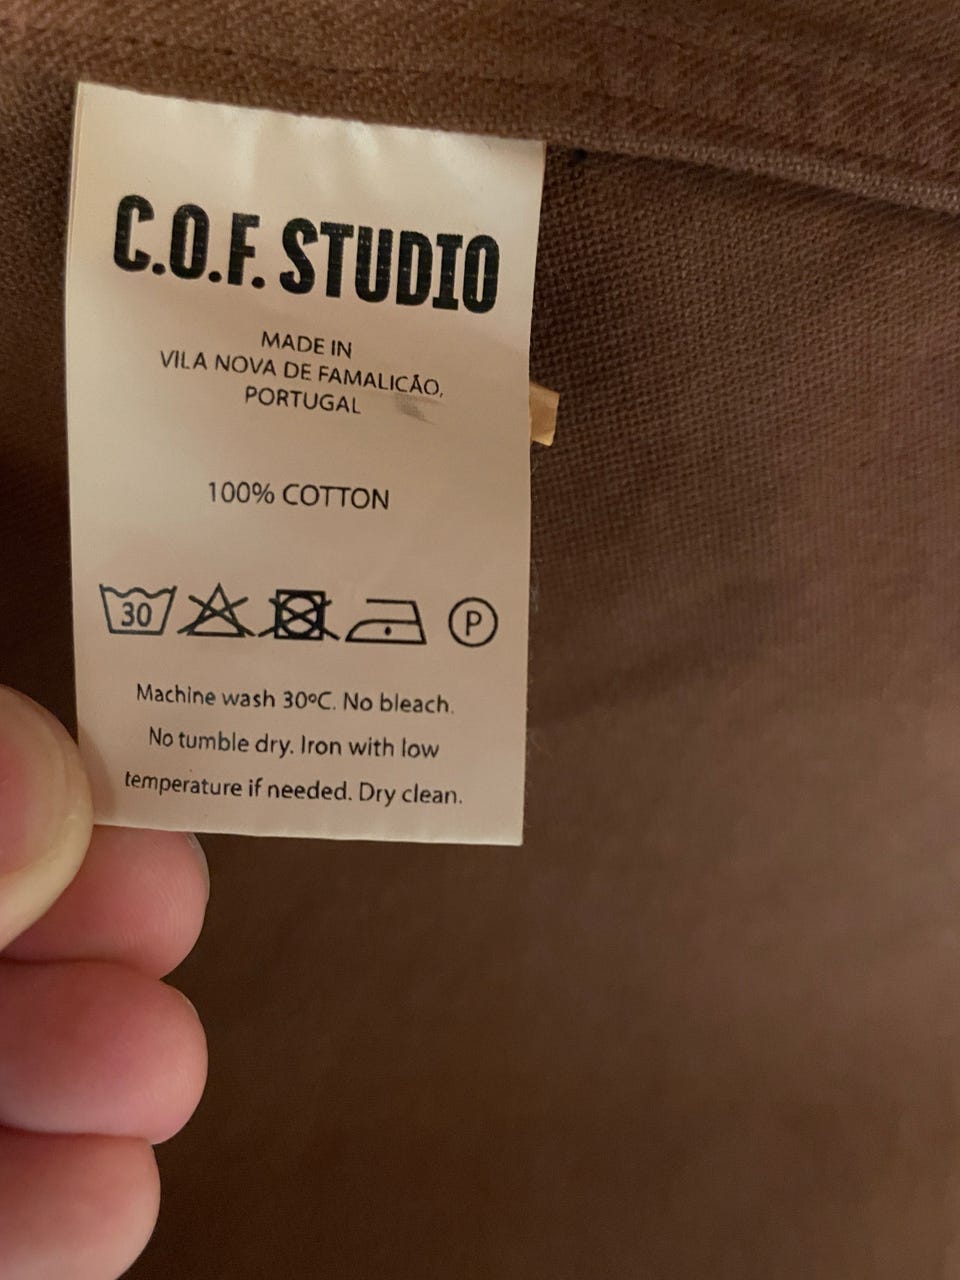 C.O.F. STUDIO
MADE IN
VILA NOVA DE FAMALICÃO,
PORTUGAL
100% COTTON
30 P
Machine wash 30ºC. No bleach.
No tumble dry. Iron with low
temperature if needed. Dry clean.